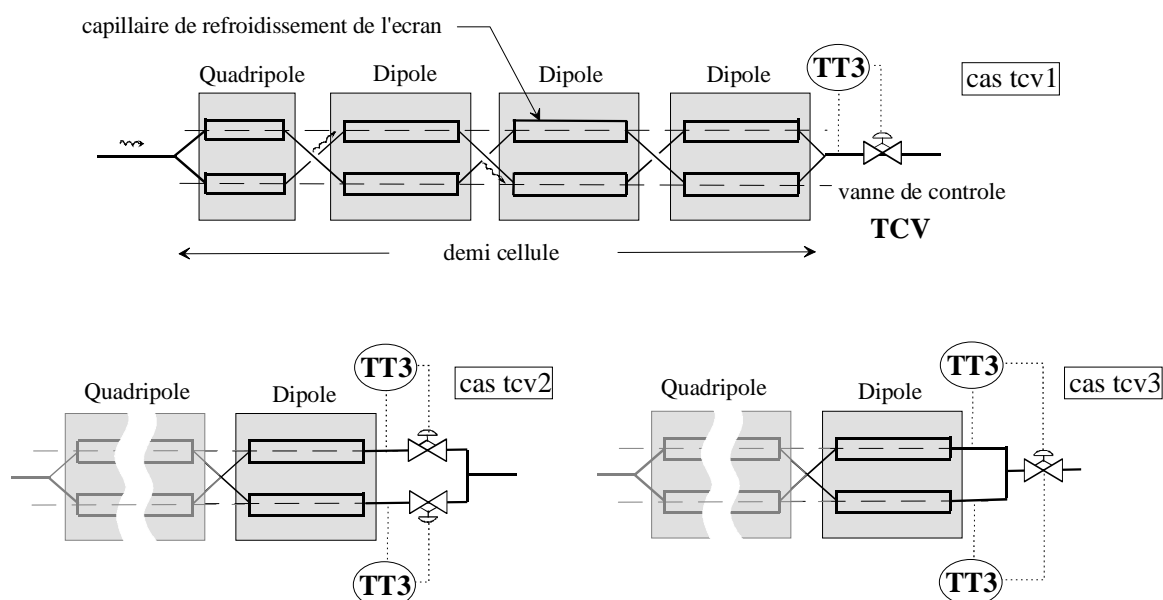 capillaire de refroidissement de l'ecran
Quadripole
Dipole
Dipole
Dipole
TT3
cas tcv1
vanne de controle
TCV
demi cellule
TT3
cas tcv2
Quadripole
Dipole
TT3
TT3
cas tcv3
Quadripole
Dipole
TT3